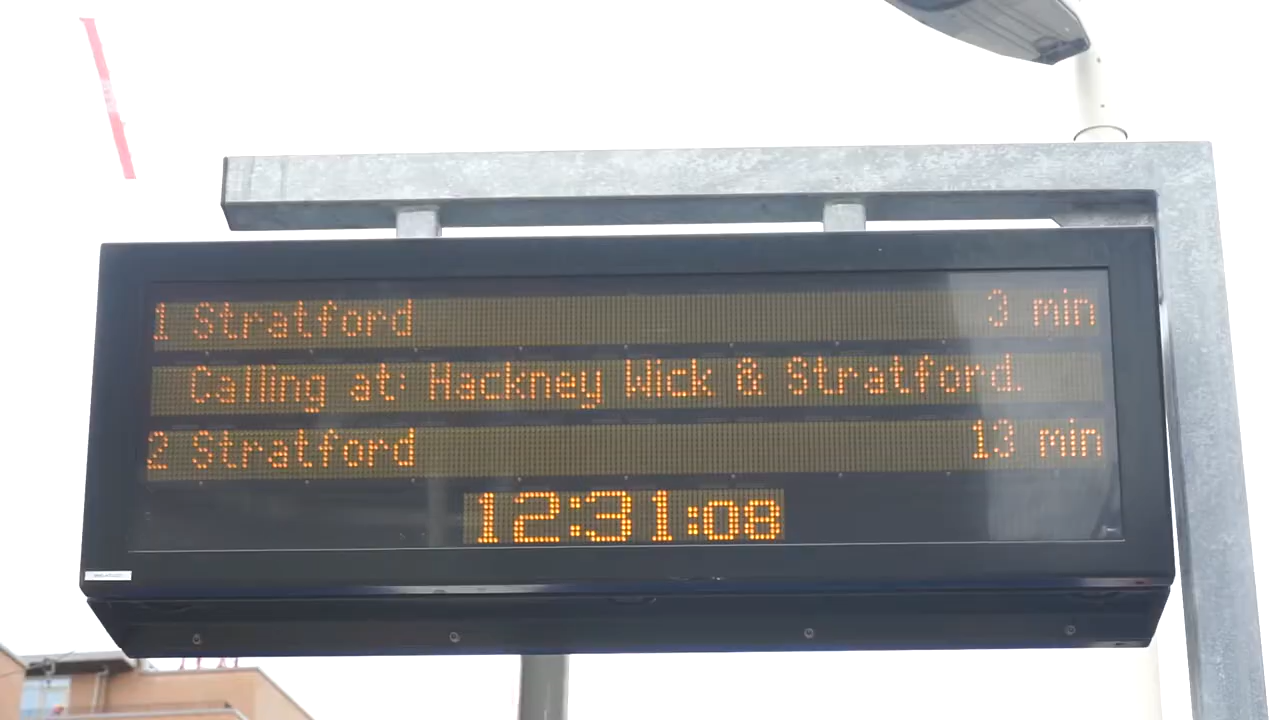 1 Stratford 3 min
Calling at: Hackney Wick & Stratford.
2 Stratford 13 min
12:31:08